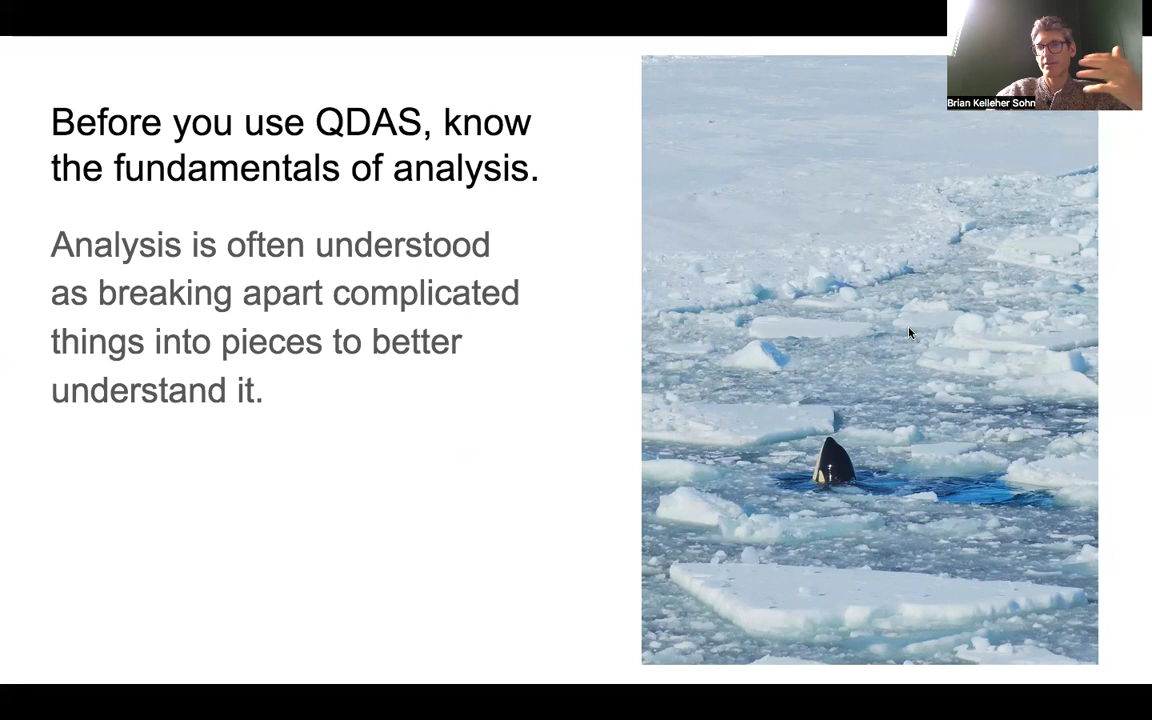 Before you use QDAS, know
the fundamentals of analysis.
Analysis is often understood
as breaking apart complicated
things into pieces to better
understand it.
Brian Kelleher Sohn